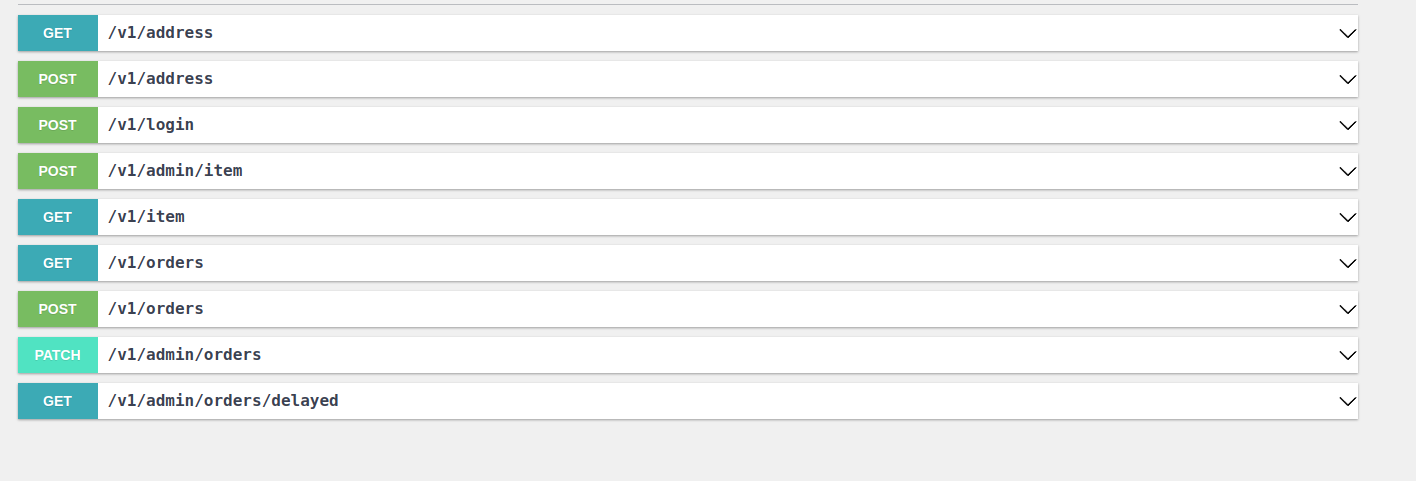 GET /v1/address
POST /v1/address
POST /v1/login
POST /v1/admin/item
GET /v1/item
GET /v1/orders
POST /v1/orders
PATCH /v1/admin/orders
GET /v1/admin/orders/delayed